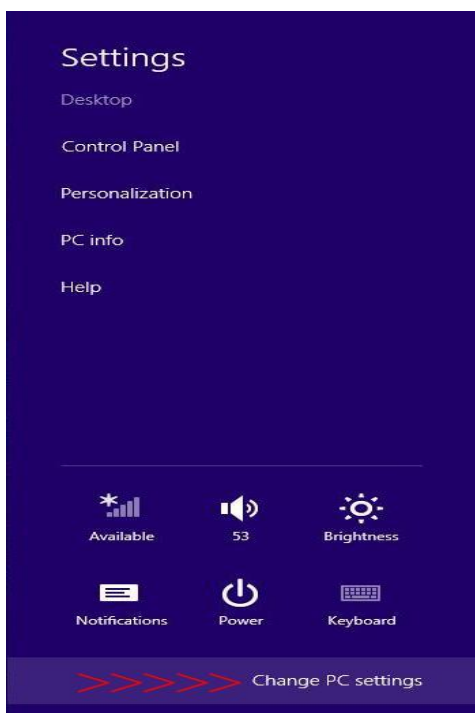 Settings
Desktop
Control Panel
Personalization
PC info
Help
Available 53 Brightness
Notifications Power Keyboard
>>>>>> Change PC settings